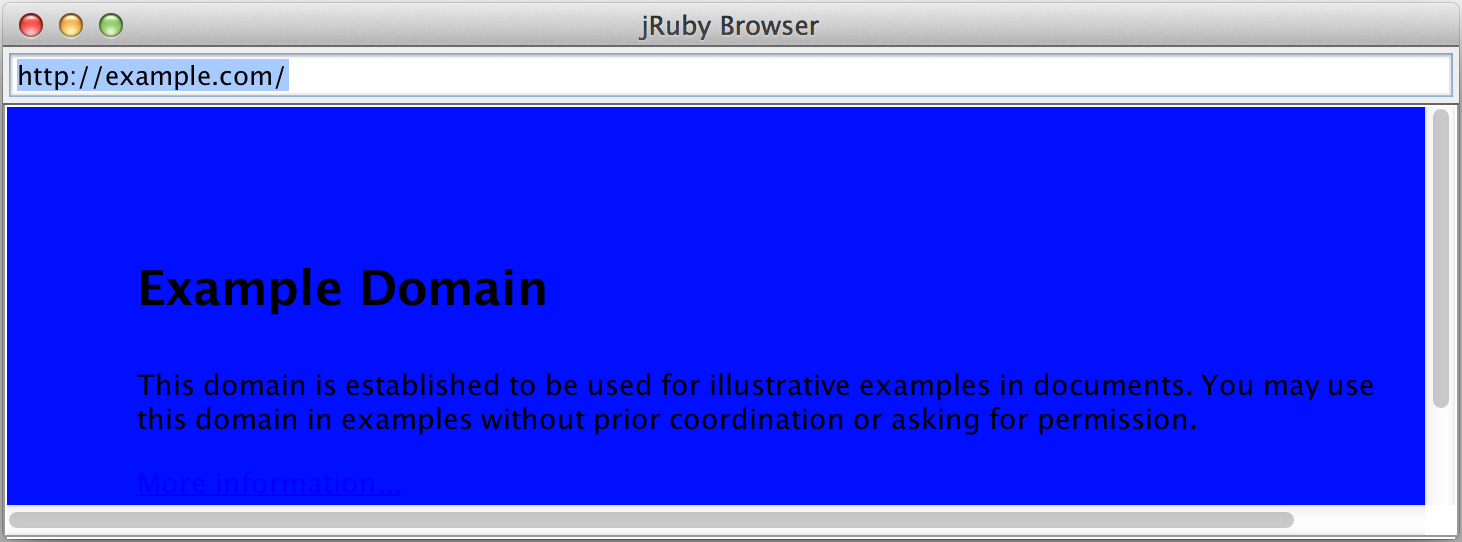 jRuby Browser
http://example.com/
Example Domain
This domain is established to be used for illustrative examples in documents. You may use
this domain in examples without prior coordination or asking for permission.
More information...